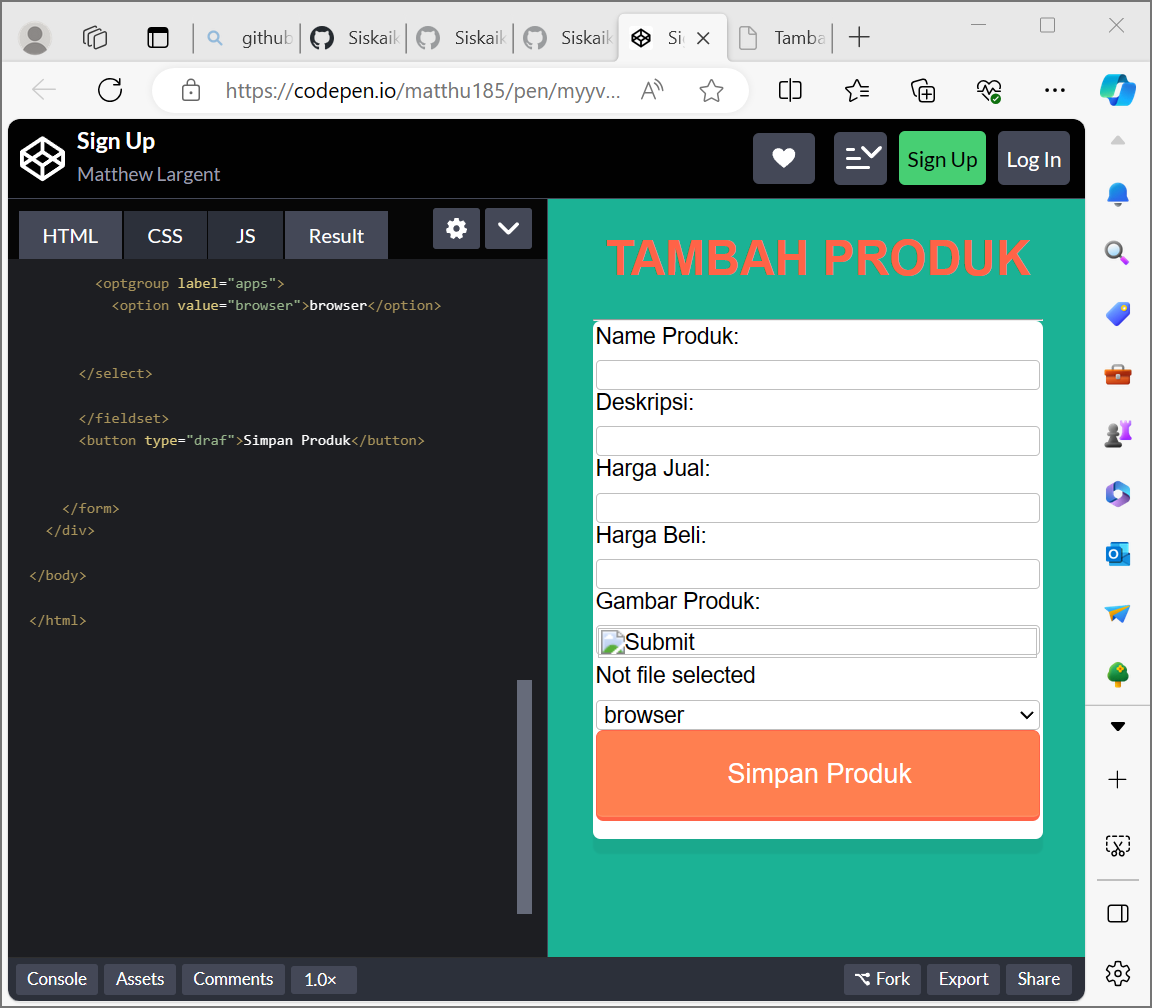 github
Siskaik
Siskaik
Siskaik
Si
Tamba
https://codepen.io/matthu185/pen/myyv...
Sign Up
Matthew Largent
Sign Up
Log In
HTML
CSS
JS
Result
<optgroup label="apps">
<option value="browser">browser</option>
</select>
</fieldset>
<button type="draf">Simpan Produk</button>
</form>
</div>
</body>
</html>
TAMBAH PRODUK
Name Produk:
Deskripsi:
Harga Jual:
Harga Beli:
Gambar Produk:
Submit
Not file selected
browser
Simpan Produk
Console
Assets
Comments
1.0×
Fork
Export
Share